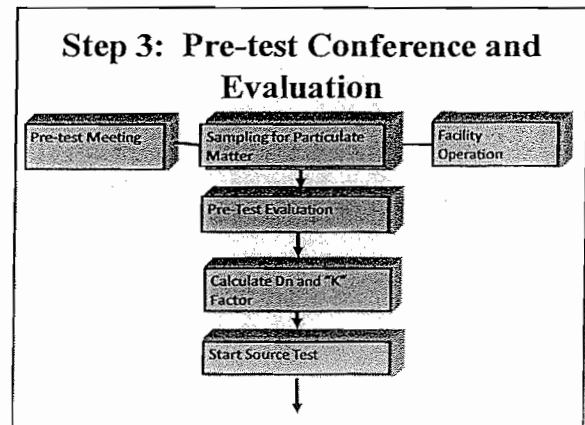 Step 3: Pre-test Conference and
Evaluation
Pre-test Meeting
Sampling for Particulate
Matter
Facility
Operation
Pre-Test Evaluation
Calculate Dn and "K"
Factor
Start Source Test